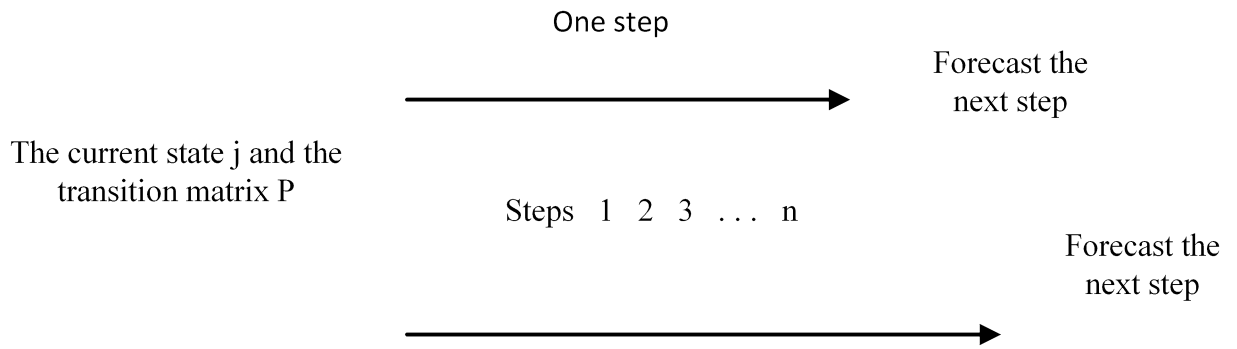 One step
Forecast the
next step
The current state j and the
transition matrix P
Steps 1 2 3 ... n
Forecast the
next step